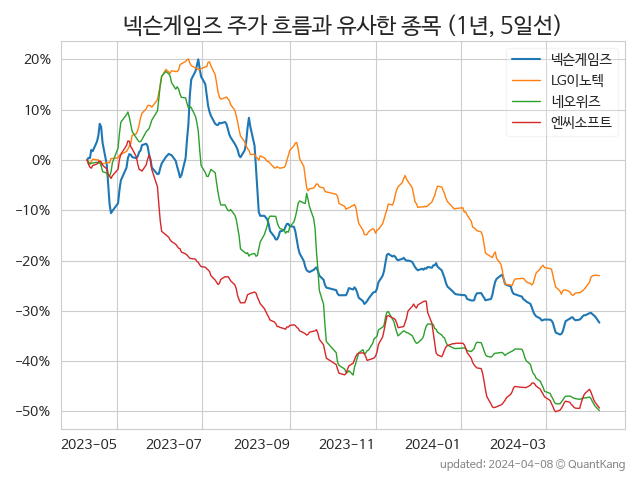 넥슨게임즈 주가 흐름과 유사한 종목 (1년, 5일선)
넥슨게임즈
LG이노텍
네오위즈
엔씨소프트
20%
10%
0%
−10%
−20%
−30%
−40%
−50%
2023-05 2023-07 2023-09 2023-11 2024-01 2024-03
updated: 2024-04-08 © QuantKang